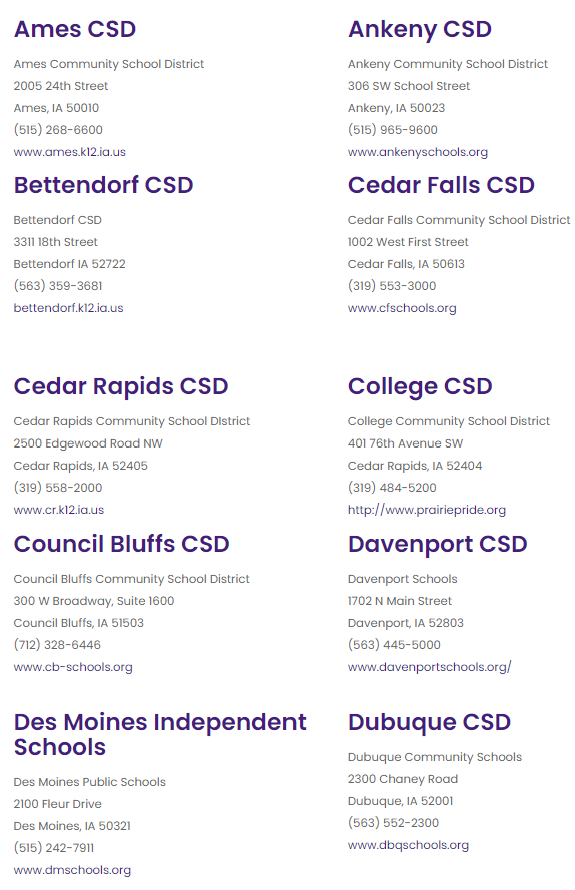 Ames CSD
Ames Community School District
2005 24th Street
Ames, IA 50010
(515) 268-6600
www.ames.k12.ia.us
Ankeny CSD
Ankeny Community School District
306 SW School Street
Ankeny, IA 50023
(515) 965-9600
www.ankenyschools.org
Bettendorf CSD
Bettendorf CSD
3311 18th Street
Bettendorf IA 52722
(563) 359-3681
bettendorf.k12.ia.us
Cedar Falls CSD
Cedar Falls Community School District
1002 West First Street
Cedar Falls, IA 50613
(319) 553-3000
www.cfschools.org
Cedar Rapids CSD
Cedar Rapids Community School DIstrict
2500 Edgewood Road NW
Cedar Rapids, IA 52405
(319) 558-2000
www.cr.k12.ia.us
College CSD
College Community School District
401 76th Avenue SW
Cedar Rapids, IA 52404
(319) 484-5200
http://www.prairiepride.org
Council Bluffs CSD
Council Bluffs Community School District
300 W Broadway, Suite 1600
Council Bluffs, IA 51503
(712) 328-6446
www.cb-schools.org
Davenport CSD
Davenport Schools
1702 N Main Street
Davenport, IA 52803
(563) 445-5000
www.davenportschools.org/
Des Moines Independent
Schools
Des Moines Public Schools
2100 Fleur Drive
Des Moines, IA 50321
(515) 242-7911
www.dmschools.org
Dubuque CSD
Dubuque Community Schools
2300 Chaney Road
Dubuque, IA 52001
(563) 552-2300
www.dbqschools.org